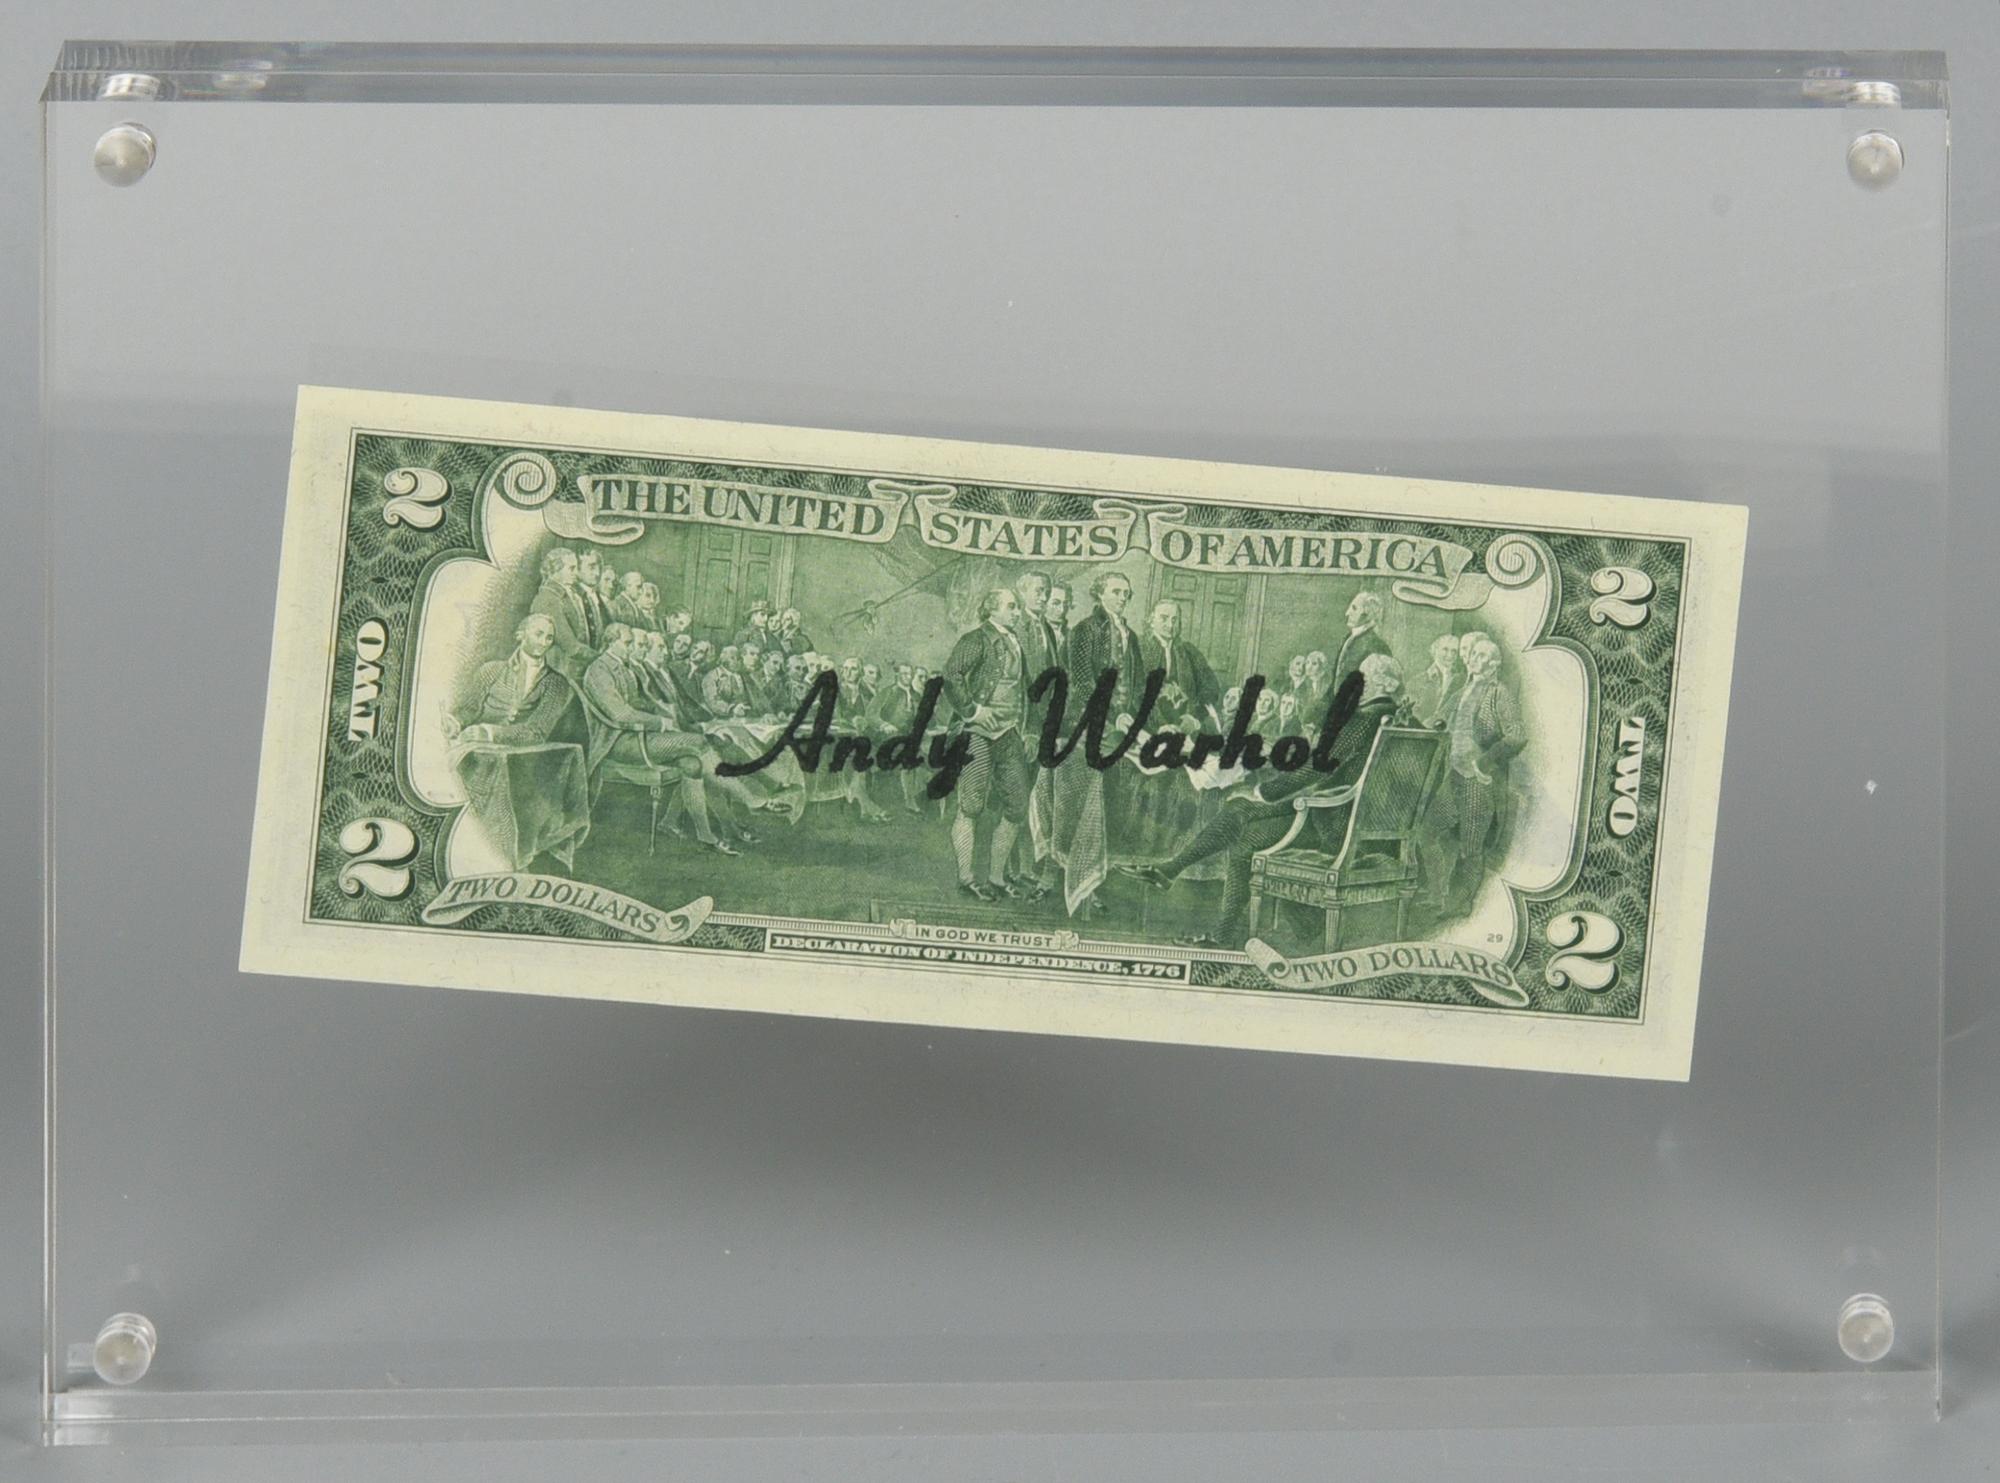 2 THE UNITED STATES OF AMERICA 2
TWO
Andy Warhol
TWO
2 TWO DOLLARS
IN GOD WE TRUST
DECLARATION OF INDEPENDENCE, 1776
29
TWO DOLLARS 2